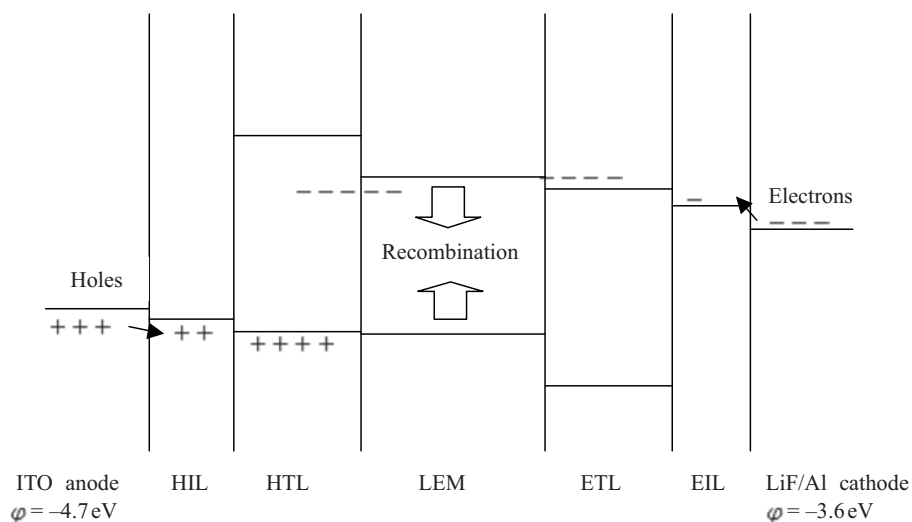 Electrons
Recombination
Holes
+ + +
+ +
+ + + +
ITO anode HIL HTL LEM ETL EIL LiF/Al cathode
φ = –4.7 eV φ = –3.6 eV